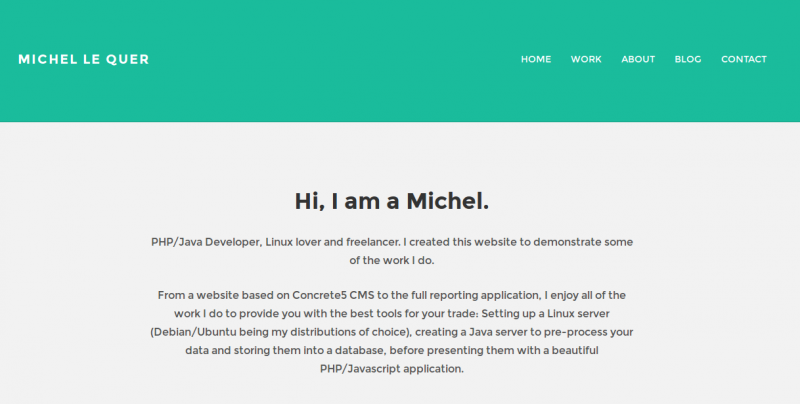 MICHEL LE QUER
HOME WORK ABOUT BLOG CONTACT
Hi, I am a Michel.
PHP/Java Developer, Linux lover and freelancer. I created this website to demonstrate some
of the work I do.
From a website based on Concrete5 CMS to the full reporting application, I enjoy all of the
work I do to provide you with the best tools for your trade: Setting up a Linux server
(Debian/Ubuntu being my distributions of choice), creating a Java server to pre-process your
data and storing them into a database, before presenting them with a beautiful
PHP/Javascript application.